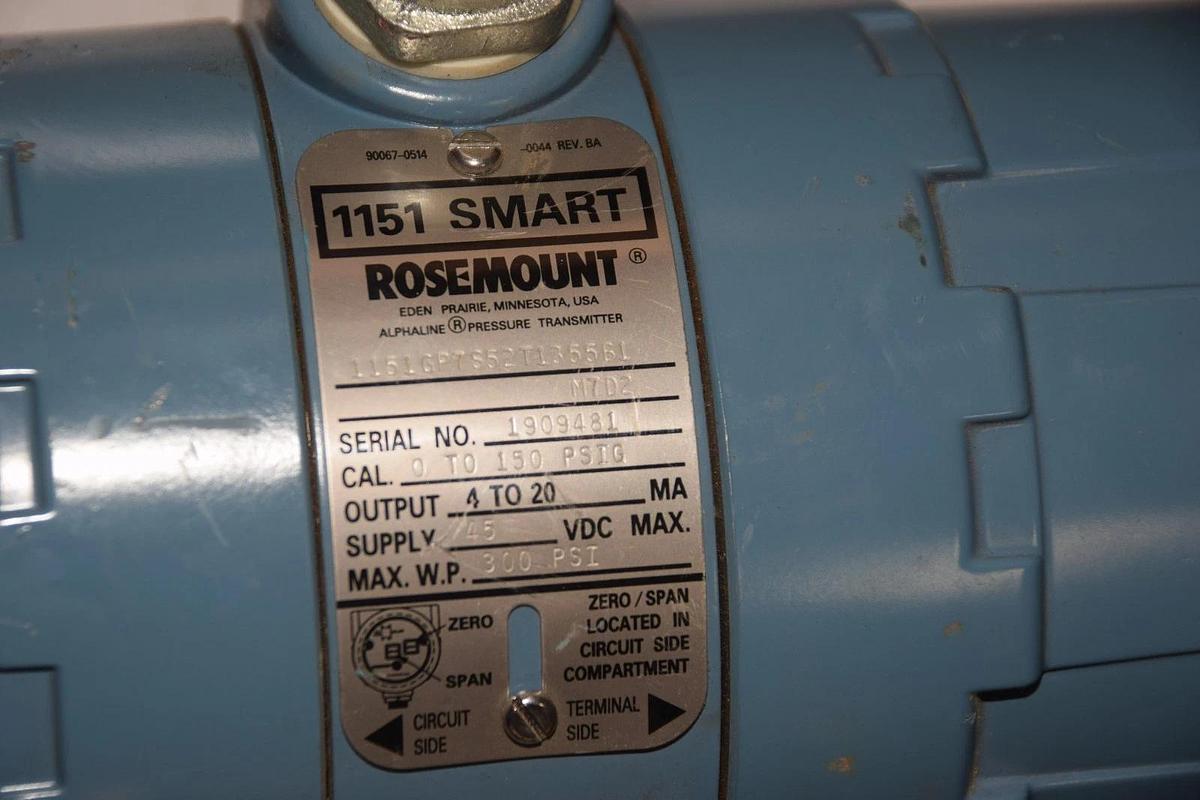 90067-0514 -0044 REV. BA
1151 SMART
ROSEMOUNT ®
EDEN PRAIRIE, MINNESOTA, USA
ALPHALINE ® PRESSURE TRANSMITTER
1151GP7S52T135561
M7D2
SERIAL NO. 1909481
CAL. 0 TO 150 PSIG
OUTPUT 4 TO 20 MA
SUPPLY 45 VDC MAX.
MAX. W.P. 300 PSI
ZERO
SPAN
ZERO / SPAN
LOCATED IN
CIRCUIT SIDE
COMPARTMENT
CIRCUIT
SIDE
TERMINAL
SIDE